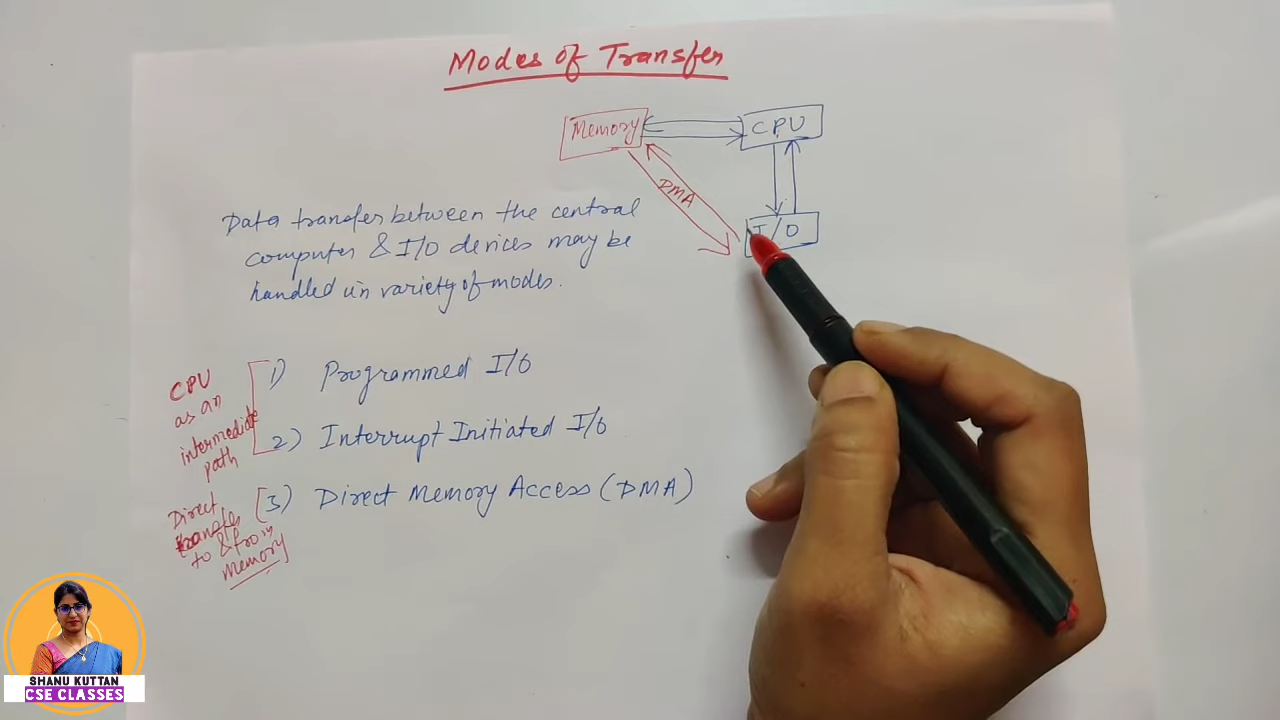 Modes of Transfer
Memory
CPU
DMA
I/O
Data transfer between the central
computer & I/O devices may be
handled in variety of modes.
CPU
as an
intermediate
path
1) Programmed I/O
2) Interrupt Initiated I/O
Direct
transfer
to & from
memory
3) Direct Memory Access (DMA)
SHANU KUTTAN
CSE CLASSES